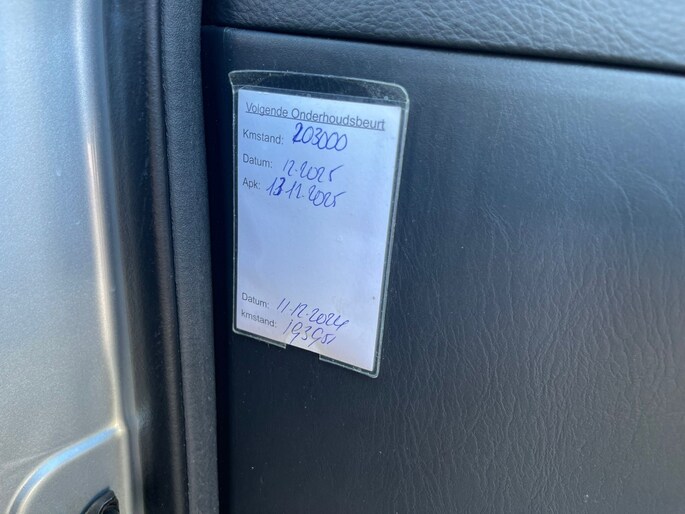 Volgende Onderhoudsbeurt
Kmstand: 203000
Datum: 12-2025
Apk: 13-12-2025
Datum: 11-12-2024
kmstand: 193951